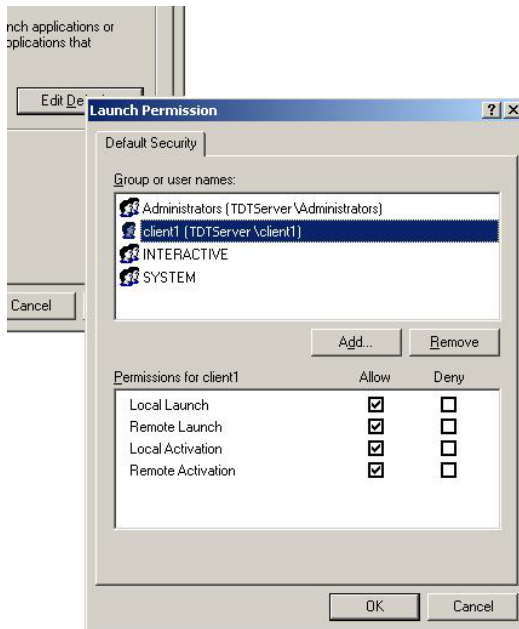 nch applications or
pplications that
Edit
Launch Permission
Default Security
Group or user names:
Administrators (TDTServer\Administrators)
client1 (TDTServer \client1)
INTERACTIVE
SYSTEM
Cancel
Add... Remove
Permissions for client1 Allow Deny
Local Launch
Remote Launch
Local Activation
Remote Activation
OK Cancel